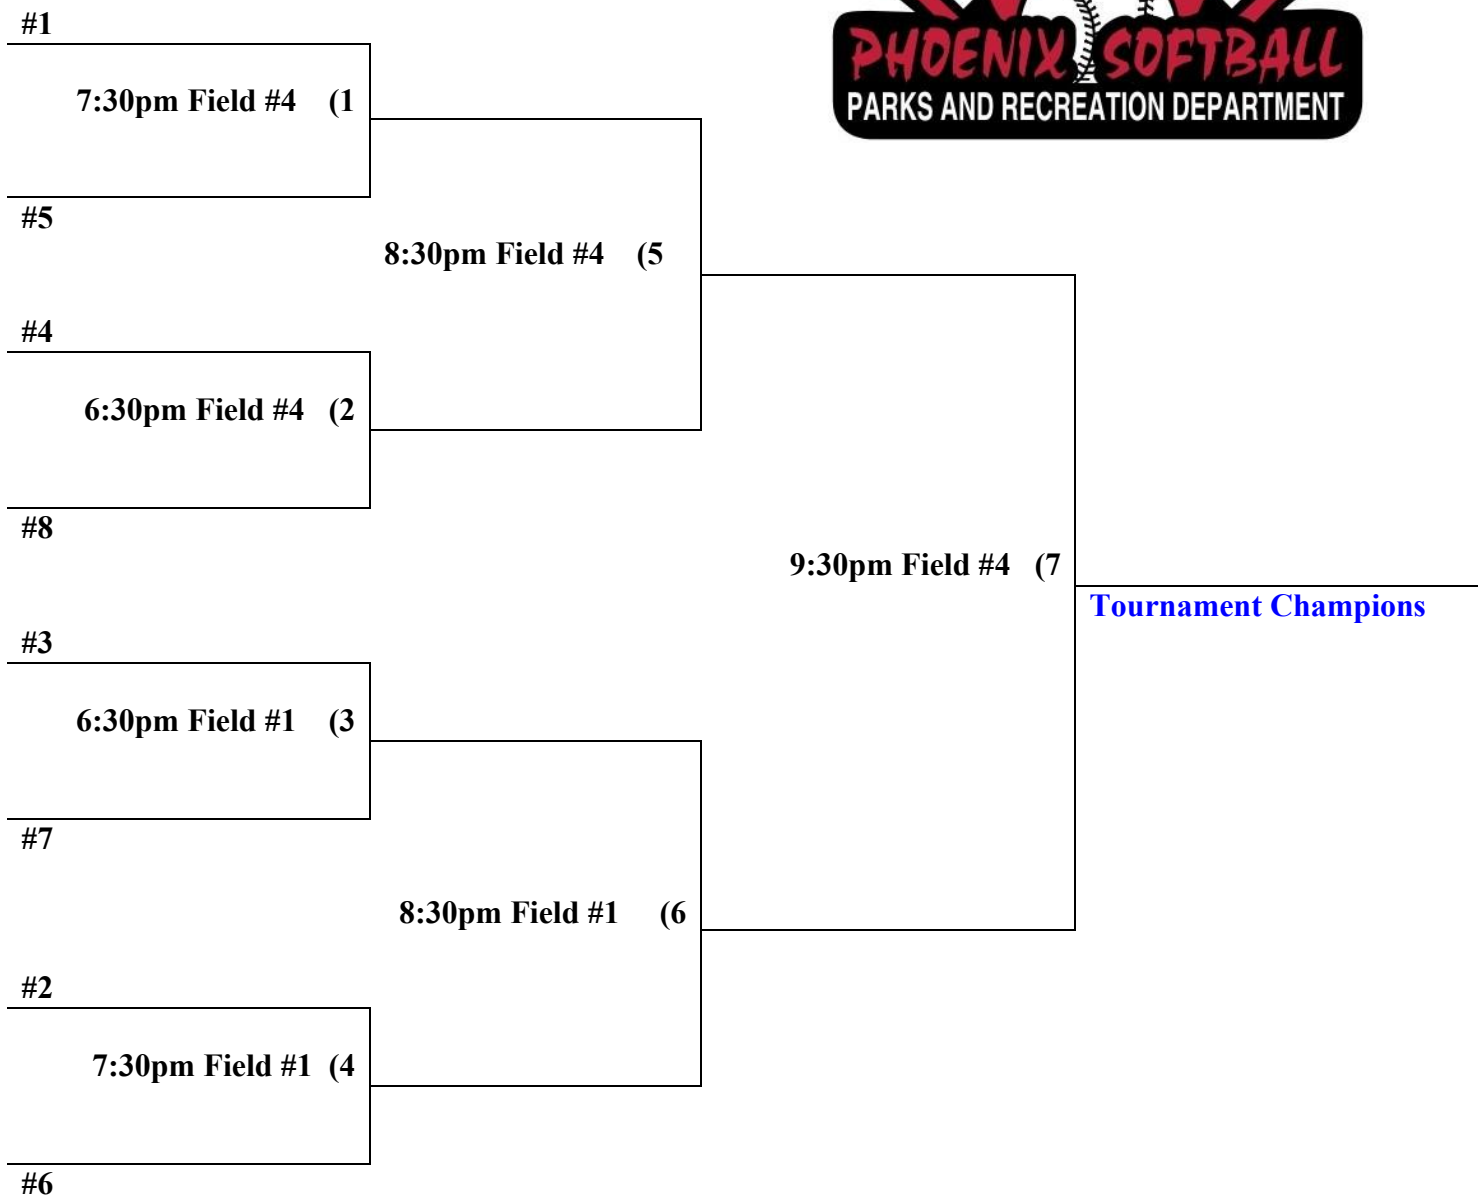 #1
PHOENIX SOFTBALL
PARKS AND RECREATION DEPARTMENT
7:30pm Field #4 (1
#5
8:30pm Field #4 (5
#4
6:30pm Field #4 (2
#8
9:30pm Field #4 (7
Tournament Champions
#3
6:30pm Field #1 (3
#7
8:30pm Field #1 (6
#2
7:30pm Field #1 (4
#6